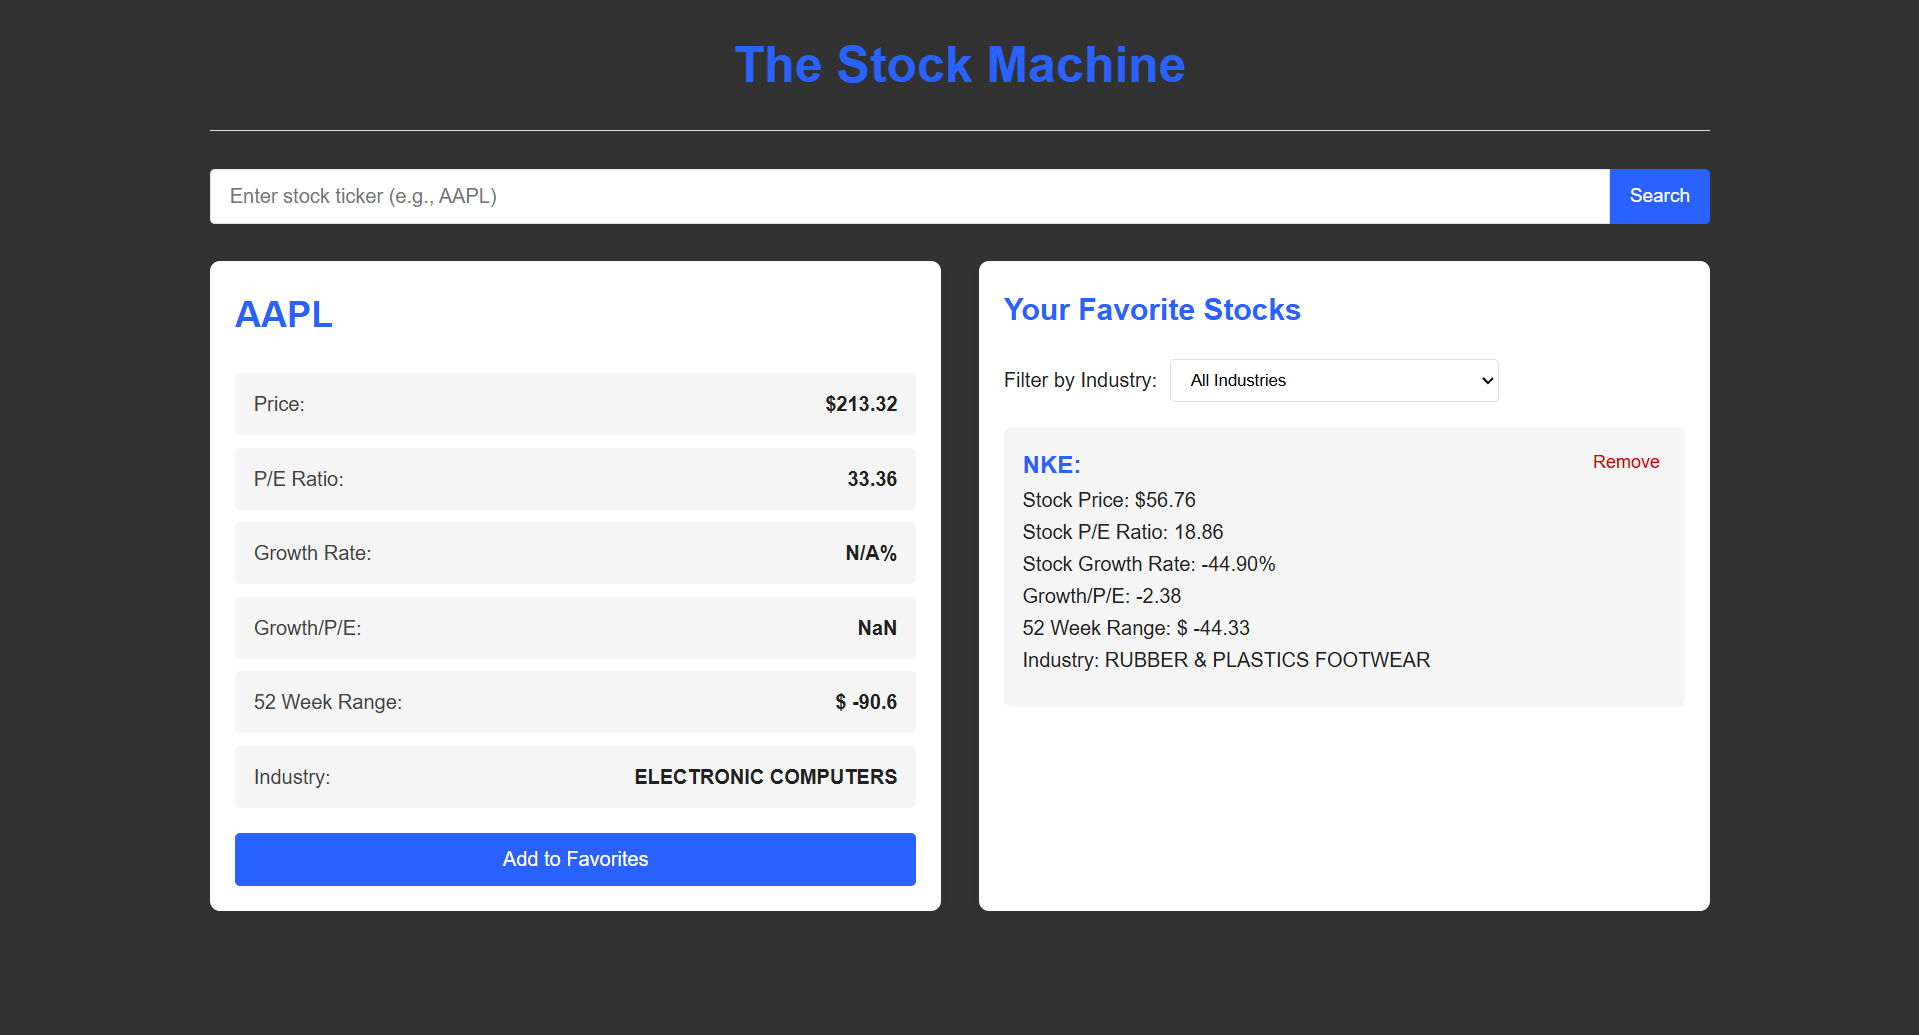 The Stock Machine
Enter stock ticker (e.g., AAPL)
Search
AAPL
Price: $213.32
P/E Ratio: 33.36
Growth Rate: N/A%
Growth/P/E: NaN
52 Week Range: $ -90.6
Industry: ELECTRONIC COMPUTERS
Add to Favorites
Your Favorite Stocks
Filter by Industry: All Industries
NKE: Remove
Stock Price: $56.76
Stock P/E Ratio: 18.86
Stock Growth Rate: -44.90%
Growth/P/E: -2.38
52 Week Range: $ -44.33
Industry: RUBBER & PLASTICS FOOTWEAR